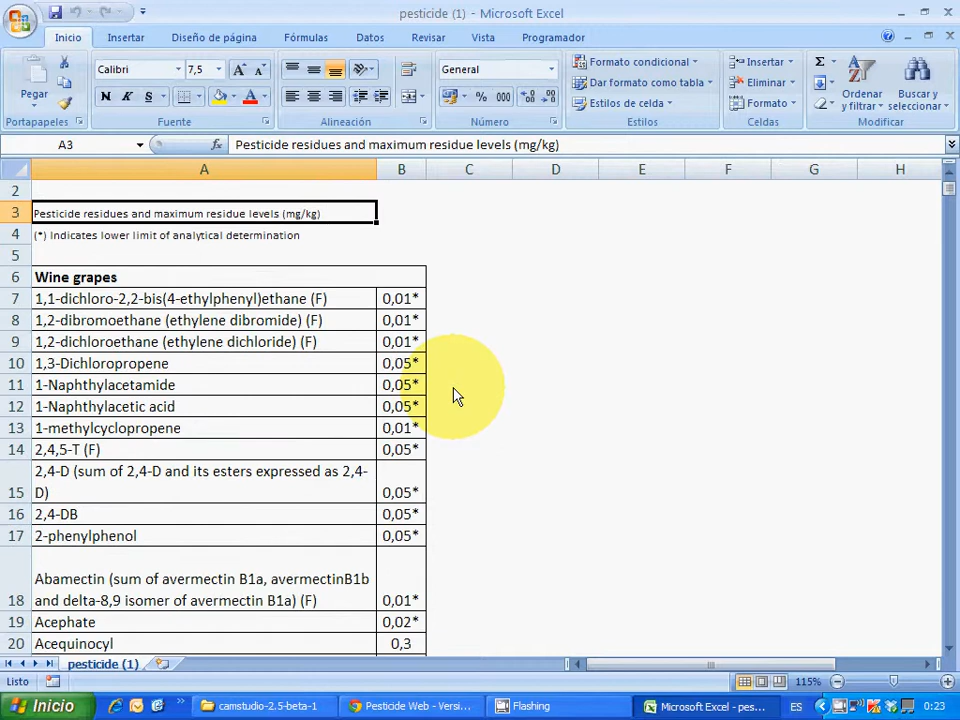 pesticide (1) - Microsoft Excel
Inicio Insertar Diseño de página Fórmulas Datos Revisar Vista Programador
Pegar
Portapapeles
Calibri 7,5
A A
N K S
A
Fuente
Alineación
General
% 000
Número
Formato condicional
Dar formato como tabla
Estilos de celda
Estilos
Insertar
Eliminar
Formato
Celdas
Σ
Ordenar y filtrar
Buscar y seleccionar
Modificar
A3 fx Pesticide residues and maximum residue levels (mg/kg)
A B C D E F G H
2
3 Pesticide residues and maximum residue levels (mg/kg)
4 (*) Indicates lower limit of analytical determination
5
6 Wine grapes
7 1,1-dichloro-2,2-bis(4-ethylphenyl)ethane (F) 0,01*
8 1,2-dibromoethane (ethylene dibromide) (F) 0,01*
9 1,2-dichloroethane (ethylene dichloride) (F) 0,01*
10 1,3-Dichloropropene 0,05*
11 1-Naphthylacetamide 0,05*
12 1-Naphthylacetic acid 0,05*
13 1-methylcyclopropene 0,01*
14 2,4,5-T (F) 0,05*
2,4-D (sum of 2,4-D and its esters expressed as 2,4-
15 D) 0,05*
16 2,4-DB 0,05*
17 2-phenylphenol 0,05*
Abamectin (sum of avermectin B1a, avermectinB1b
18 and delta-8,9 isomer of avermectin B1a) (F) 0,01*
19 Acephate 0,02*
20 Acequinocyl 0,3
pesticide (1)
Listo 115%
Inicio camstudio-2.5-beta-1 Pesticide Web - Versi... Flashing Microsoft Excel - pes... ES 0:23